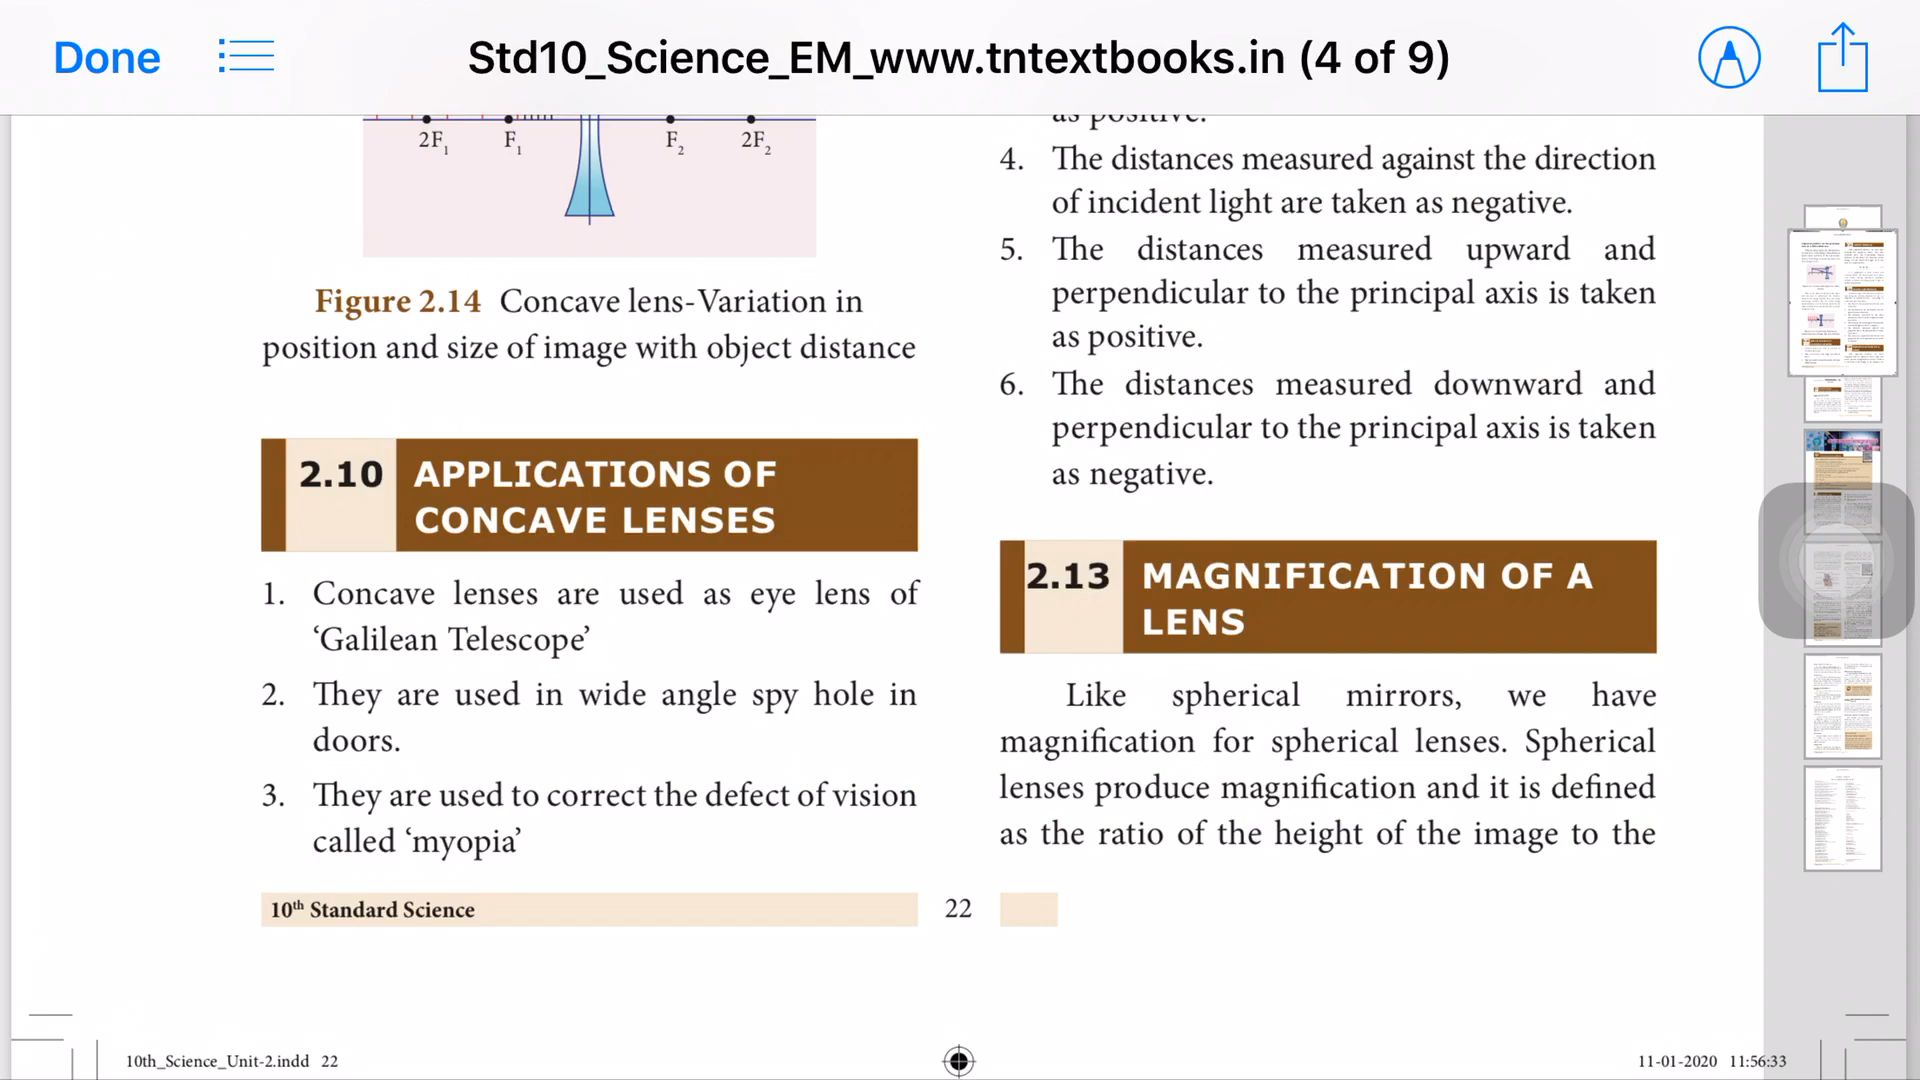 Done
Std10_Science_EM_www.tntextbooks.in (4 of 9)
2F1
F1
F2
2F2
Figure 2.14 Concave lens-Variation in
position and size of image with object distance
2.10 APPLICATIONS OF
CONCAVE LENSES
1. Concave lenses are used as eye lens of
‘Galilean Telescope’
2. They are used in wide angle spy hole in
doors.
3. They are used to correct the defect of vision
called ‘myopia’
as positive.
4. The distances measured against the direction
of incident light are taken as negative.
5. The distances measured upward and
perpendicular to the principal axis is taken
as positive.
6. The distances measured downward and
perpendicular to the principal axis is taken
as negative.
2.13 MAGNIFICATION OF A
LENS
Like spherical mirrors, we have
magnification for spherical lenses. Spherical
lenses produce magnification and it is defined
as the ratio of the height of the image to the
10th Standard Science
22
10th_Science_Unit-2.indd 22
11-01-2020 11:56:33